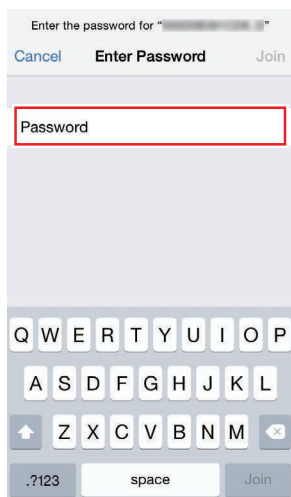 Enter the password for " "
Cancel Enter Password Join
Password
Q W E R T Y U I O P
A S D F G H J K L
Z X C V B N M
.?123 space Join